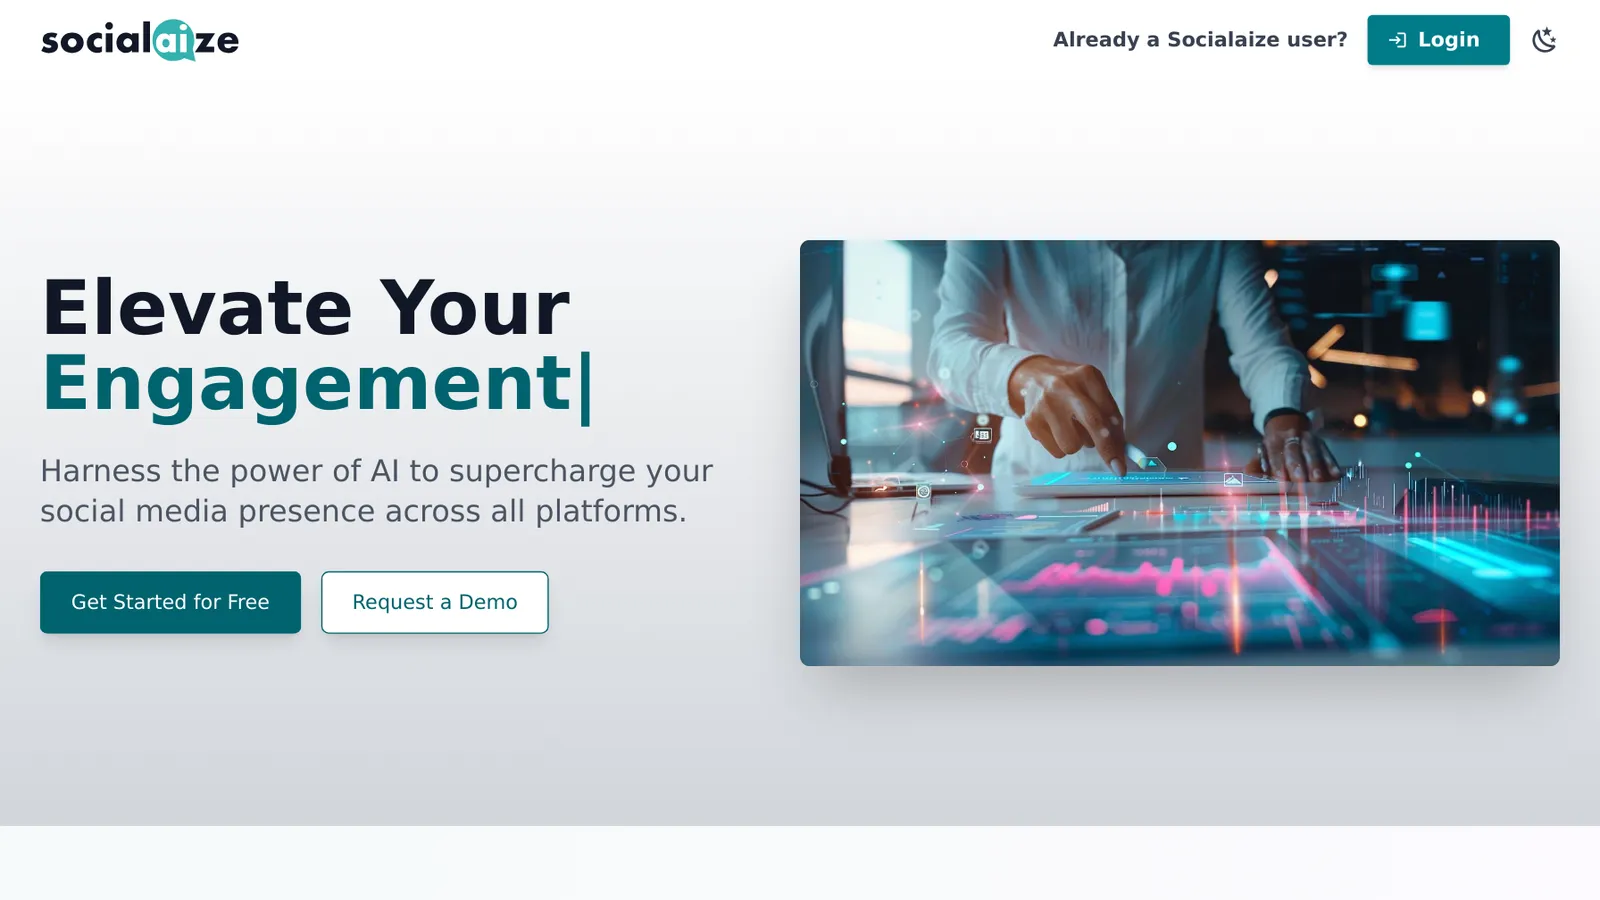 socialaize
Already a Socialaize user?
Login
Elevate Your
Engagement|
Harness the power of AI to supercharge your
social media presence across all platforms.
Get Started for Free
Request a Demo